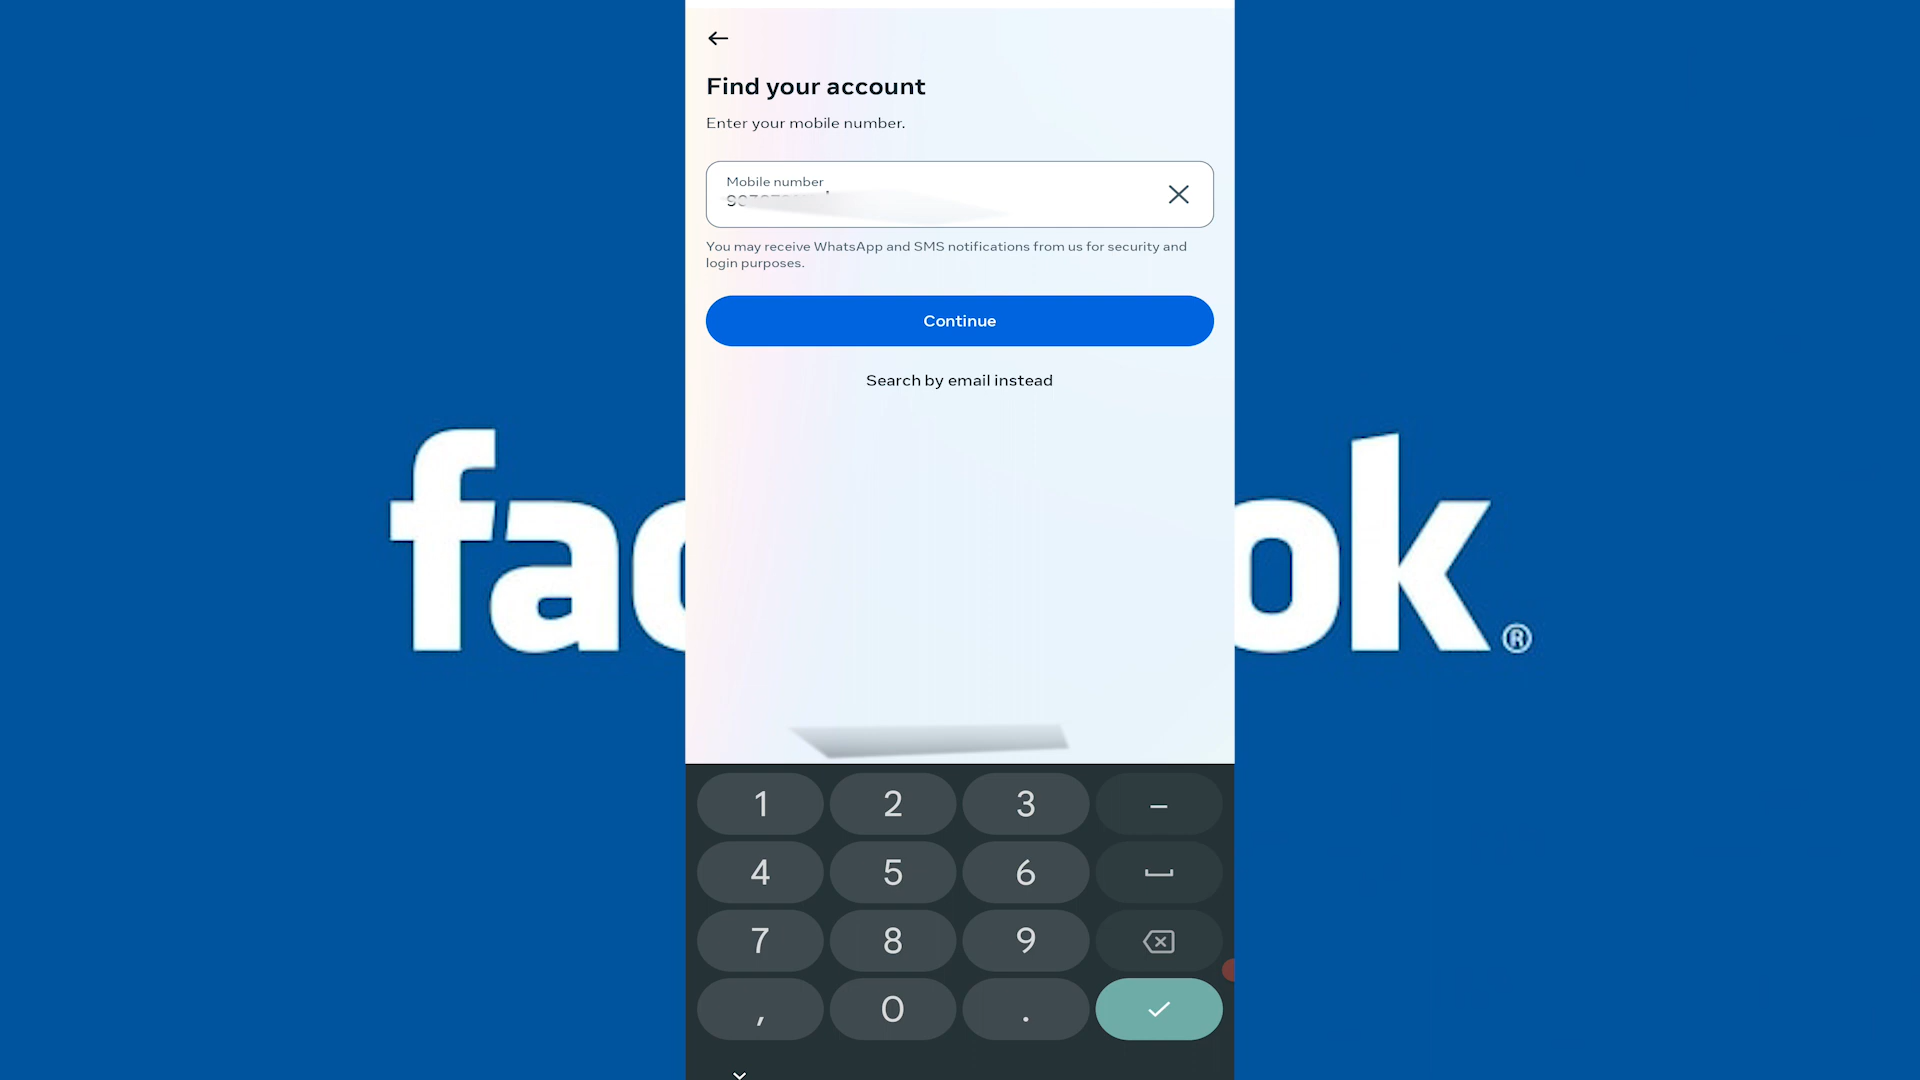 Find your account
Enter your mobile number.
Mobile number
You may receive WhatsApp and SMS notifications from us for security and
login purposes.
Continue
Search by email instead
fac ok®
1 2 3 –
4 5 6
7 8 9
, 0 .